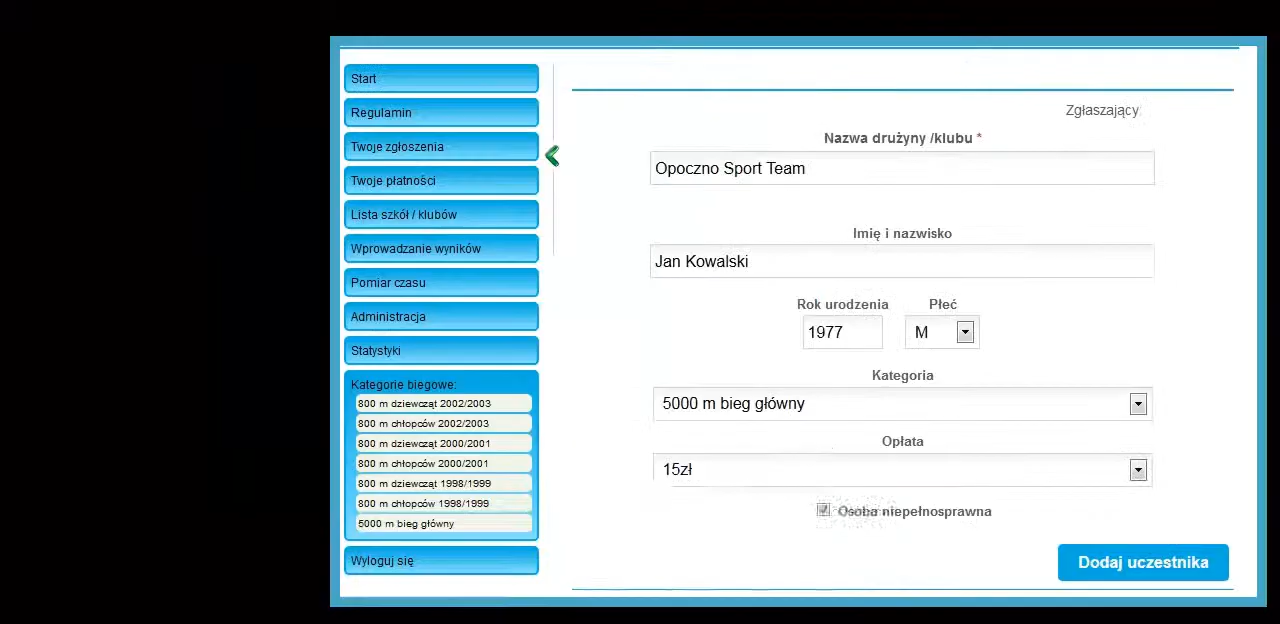 Start
Regulamin
Twoje zgłoszenia
Twoje płatności
Lista szkół / klubów
Wprowadzanie wyników
Pomiar czasu
Administracja
Statystyki
Kategorie biegowe:
800 m dziewcząt 2002/2003
800 m chłopców 2002/2003
800 m dziewcząt 2000/2001
800 m chłopców 2000/2001
800 m dziewcząt 1998/1999
800 m chłopców 1998/1999
5000 m bieg główny
Wyloguj się
Zgłaszający:
Nazwa drużyny /klubu *
Opoczno Sport Team
Imię i nazwisko
Jan Kowalski
Rok urodzenia Płeć
1977 M
Kategoria
5000 m bieg główny
Opłata
15zł
Osoba niepełnosprawna
Dodaj uczestnika